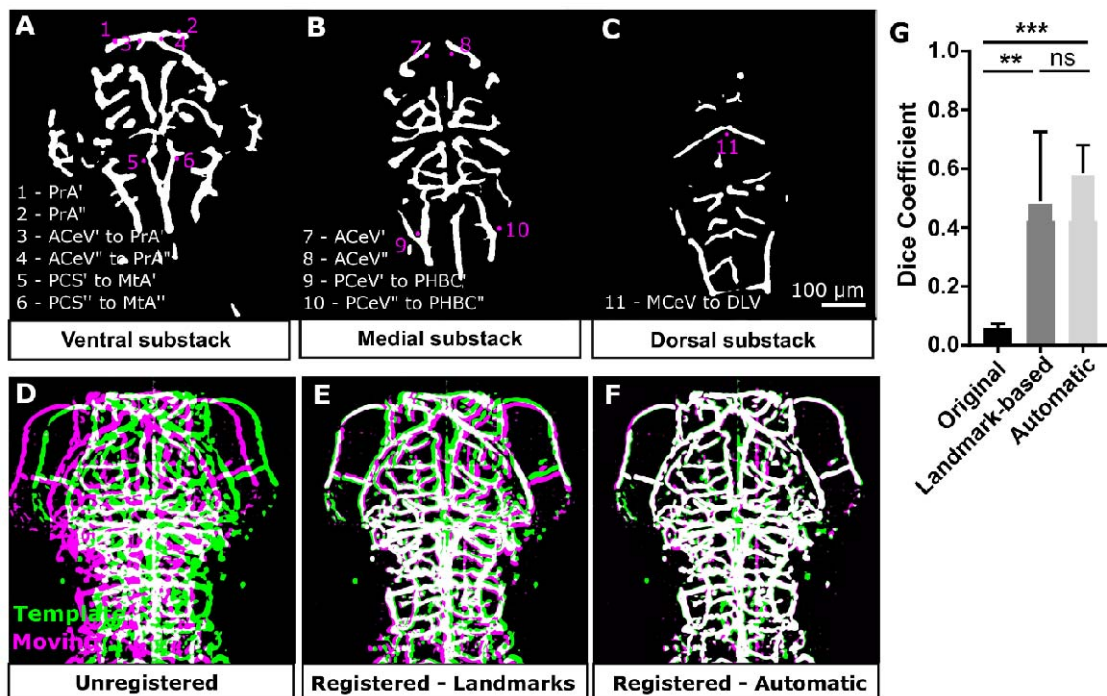 A
1
2
3
4
5
6
1 - PrA'
2 - PrA"
3 - ACeV' to PrA'
4 - ACeV" to PrA"
5 - PCS' to MtA'
6 - PCS'' to MtA''
Ventral substack
B
7
8
9
10
7 - ACeV'
8 - ACeV"
9 - PCeV' to PHBC'
10 - PCeV" to PHBC"
Medial substack
C
11
11 - MCeV to DLV
100 µm
Dorsal substack
D
Template
Moving
Unregistered
E
Registered - Landmarks
F
Registered - Automatic
G
***
**
ns
Dice Coefficient
1.0
0.8
0.6
0.4
0.2
0.0
Original
Landmark-based
Automatic